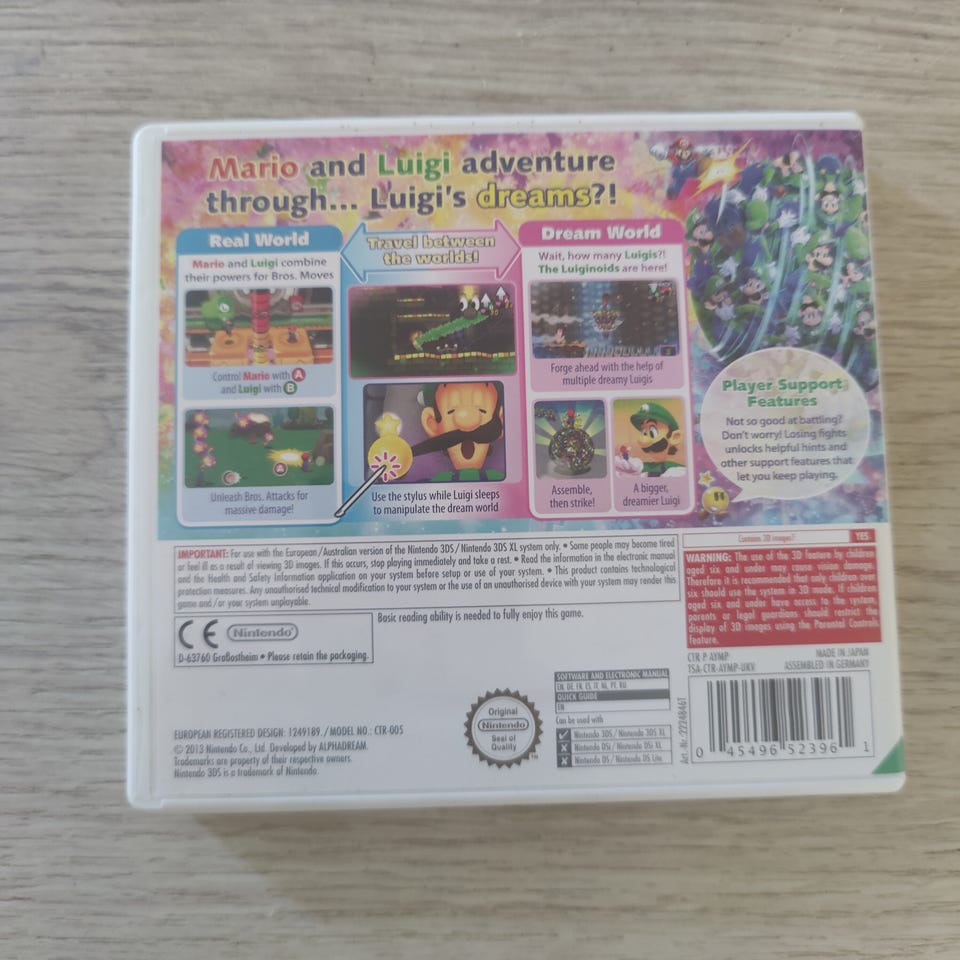 Mario and Luigi adventure
through... Luigi's dreams?!
Real World
Mario and Luigi combine
their powers for Bros. Moves
Control Mario with A
and Luigi with B
A
Unleash Bros. Attacks for
massive damage!
Travel between
the worlds!
Use the stylus while Luigi sleeps
to manipulate the dream world
Dream World
Wait, how many Luigis?!
The Luiginoids are here!
Forge ahead with the help of
multiple dreamy Luigis
Assemble,
then strike!
A bigger,
dreamier Luigi
Player Support
Features
Not so good at battling?
Don't worry! Losing fights
unlocks helpful hints and
other support features that
let you keep playing.
IMPORTANT: For use with the European/Australian version of the Nintendo 3DS/Nintendo 3DS XL system only. • Some people may become tired
or feel ill as a result of viewing 3D images. If this occurs, stop playing immediately and take a rest. • Read the information in the electronic manual
and the Health and Safety Information application on your system before setup or use of your system. • This product contains technological
protection measures. Any unauthorised technical modification to your system or the use of an unauthorised device with your system may render this
game and/or your system unplayable.
Contains 3D images? YES
WARNING: The use of the 3D feature by children
aged six and under may cause vision damage.
Therefore it is recommended that only children over
six should use the system in 3D mode. If children
aged six and under have access to the system,
parents or legal guardians should restrict the
display of 3D images using the Parental Controls
feature.
CE Nintendo
D-63760 Großostheim • Please retain the packaging.
Basic reading ability is needed to fully enjoy this game.
CTR P AYMP MADE IN JAPAN
TSA-CTR-AYMP-UKV ASSEMBLED IN GERMANY
SOFTWARE AND ELECTRONIC MANUAL
EN, DE, FR, ES, IT, NL, PT, RU
QUICK GUIDE
EN
Can be used with
Nintendo 3DS/Nintendo 3DS XL
Nintendo DSi/Nintendo DSi XL
Nintendo DS/Nintendo DS Lite
Original
Nintendo
Seal of
Quality
TM
Art.-Nr.: 2224846T
0 45496 52396 1
EUROPEAN REGISTERED DESIGN: 1249189. / MODEL NO.: CTR-005
© 2013 Nintendo Co., Ltd. Developed by ALPHADREAM.
Trademarks are property of their respective owners.
Nintendo 3DS is a trademark of Nintendo.